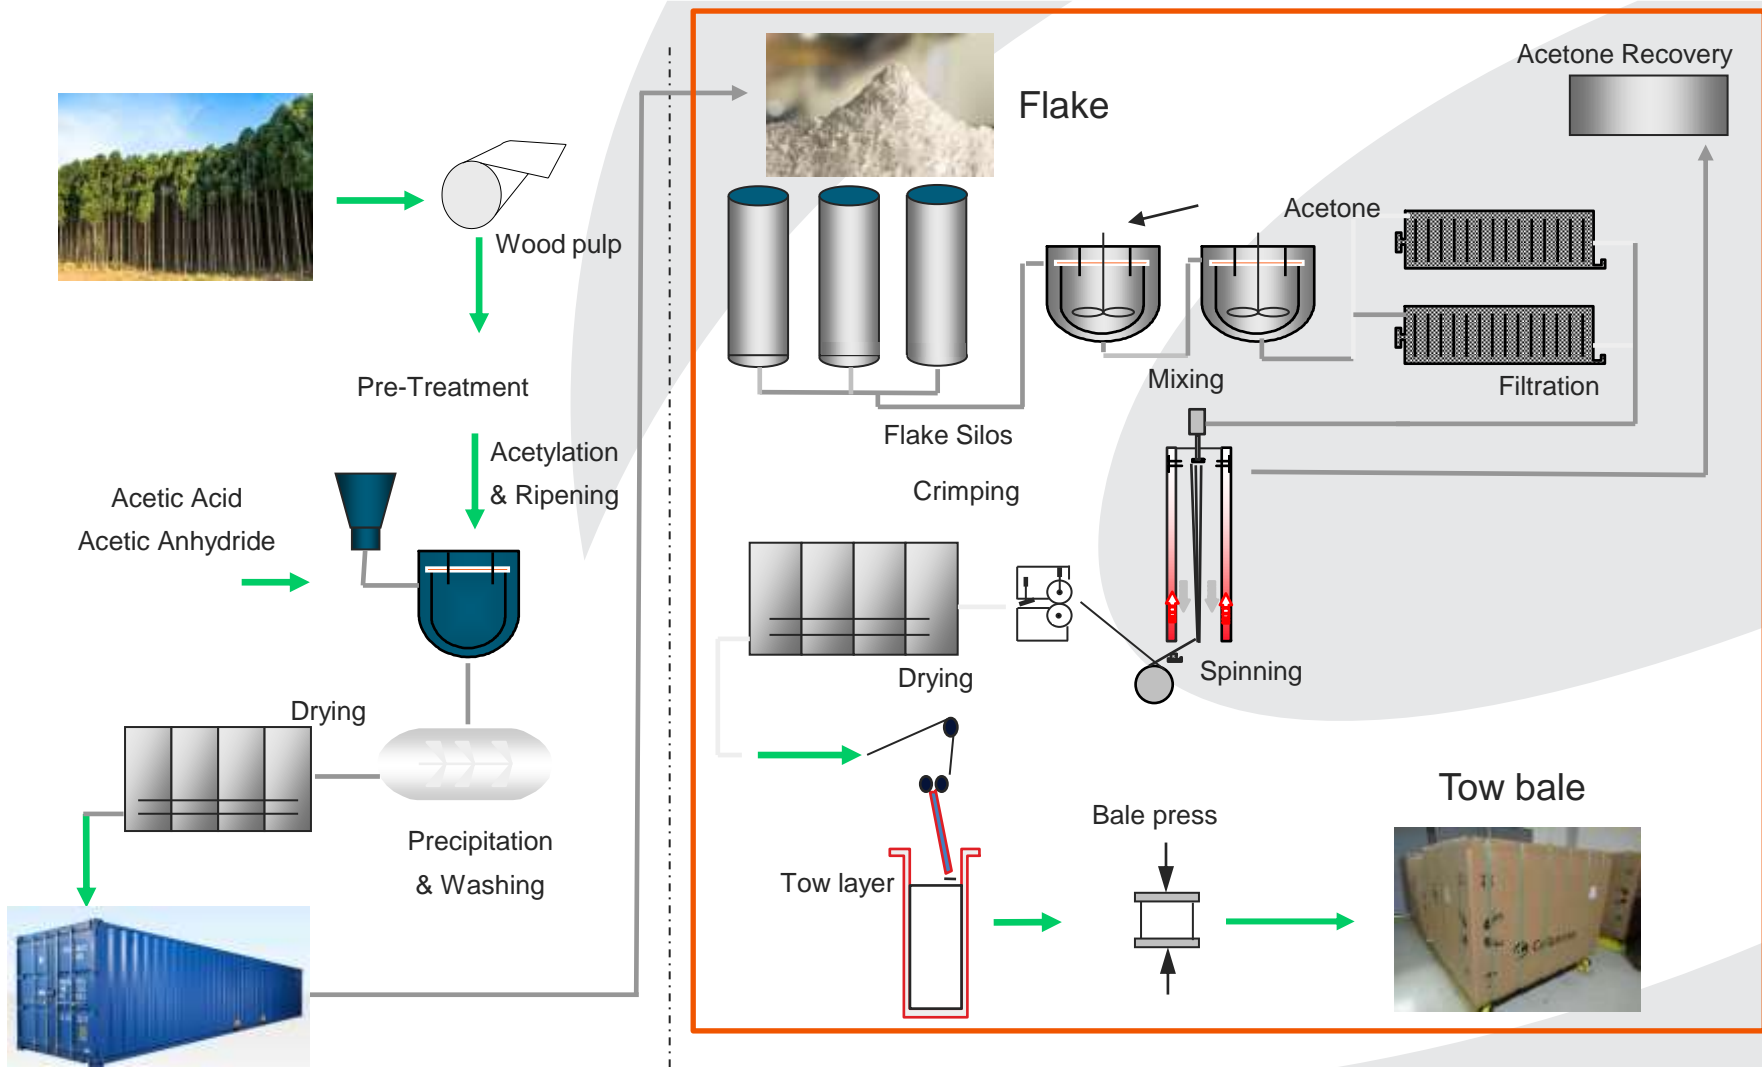 Wood pulp
Pre-Treatment
Acetylation
& Ripening
Acetic Acid
Acetic Anhydride
Drying
Precipitation
& Washing
Flake
Acetone Recovery
Acetone
Mixing
Filtration
Flake Silos
Crimping
Drying
Spinning
Tow layer
Bale press
Tow bale